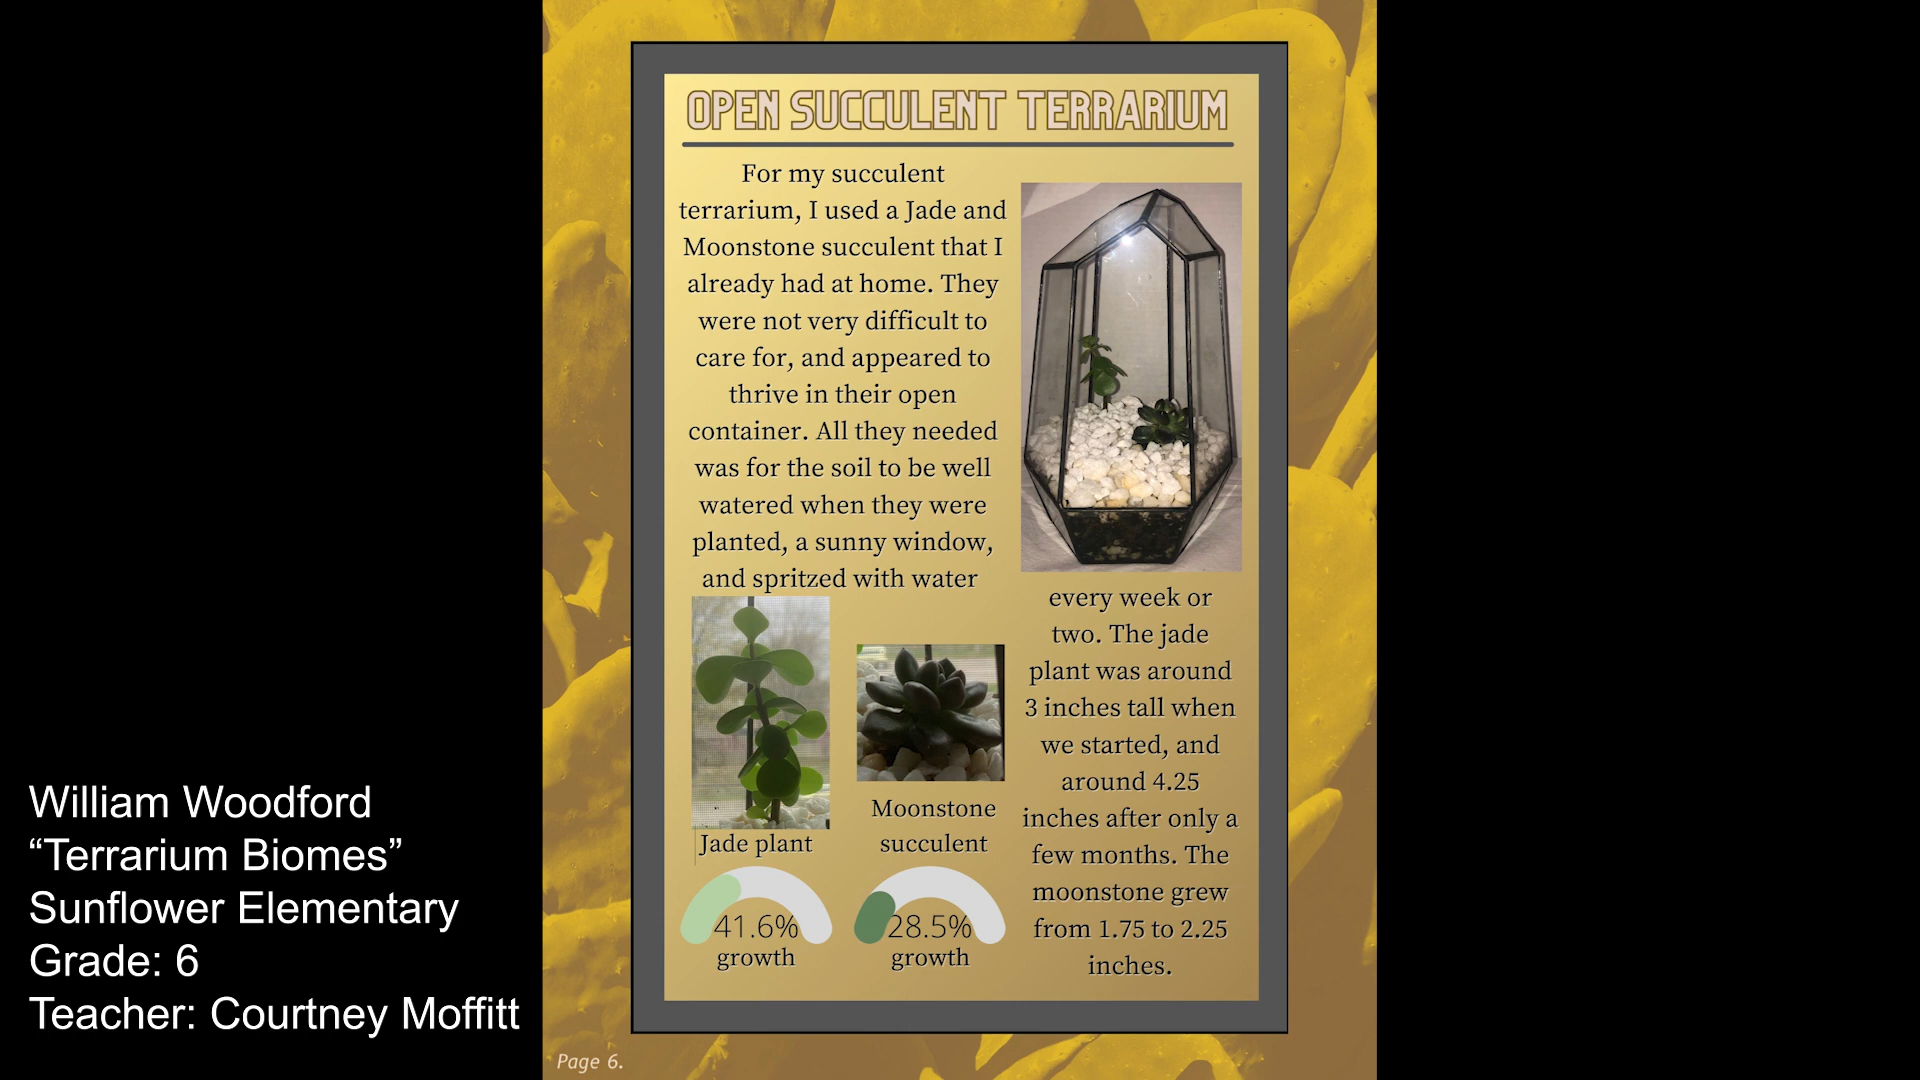 OPEN SUCCULENT TERRARIUM
For my succulent
terrarium, I used a Jade and
Moonstone succulent that I
already had at home. They
were not very difficult to
care for, and appeared to
thrive in their open
container. All they needed
was for the soil to be well
watered when they were
planted, a sunny window,
and spritzed with water
every week or
two. The jade
plant was around
3 inches tall when
we started, and
around 4.25
inches after only a
few months. The
moonstone grew
from 1.75 to 2.25
inches.
Jade plant
41.6%
growth
Moonstone
succulent
28.5%
growth
Page 6.
William Woodford
“Terrarium Biomes”
Sunflower Elementary
Grade: 6
Teacher: Courtney Moffitt